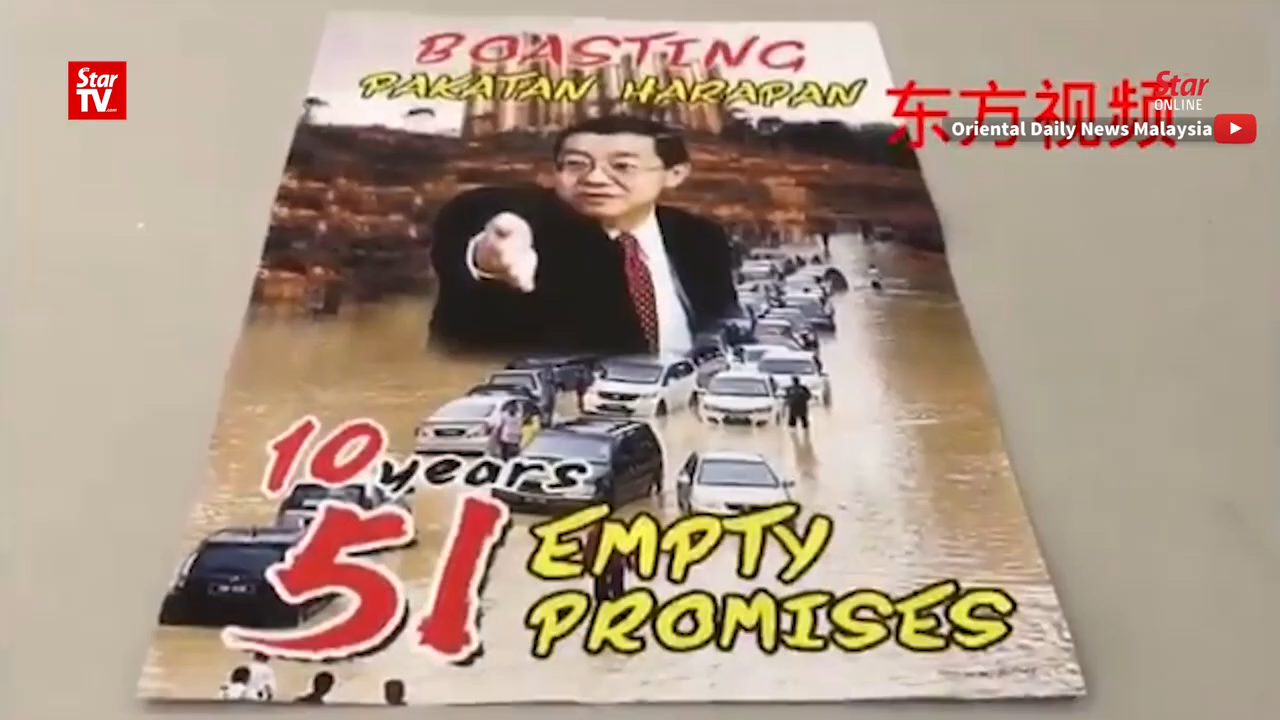 Star
TV.com
BOASTING
PAKATAN HARAPAN
东方视频
Star
ONLINE
Oriental Daily News Malaysia
10 years
51 EMPTY
PROMISES